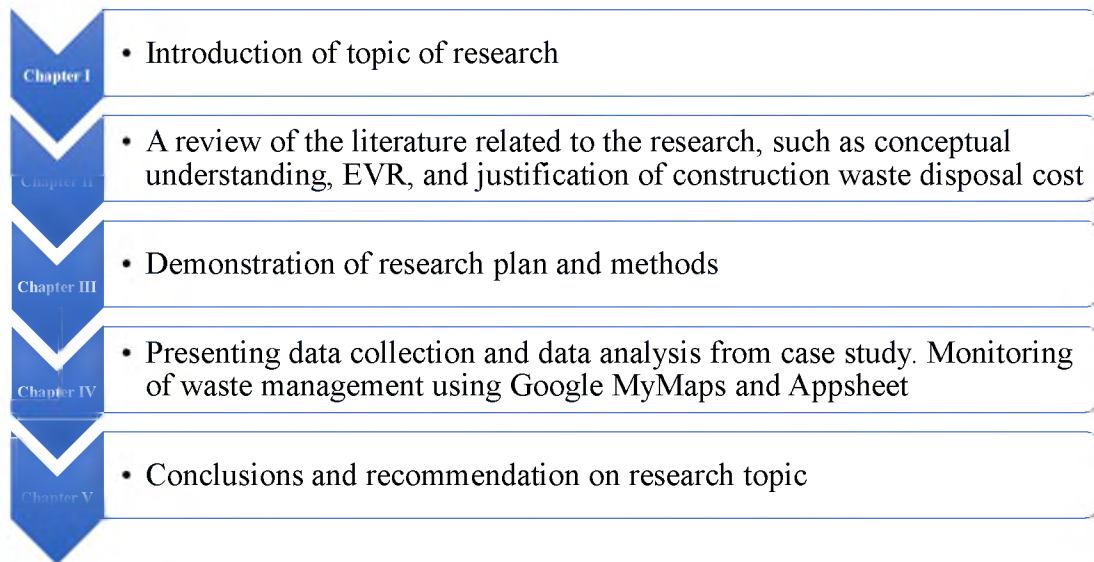 Chapter I
• Introduction of topic of research
Chapter II
• A review of the literature related to the research, such as conceptual
understanding, EVR, and justification of construction waste disposal cost
Chapter III
• Demonstration of research plan and methods
Chapter IV
• Presenting data collection and data analysis from case study. Monitoring
of waste management using Google MyMaps and Appsheet
Chapter V
• Conclusions and recommendation on research topic